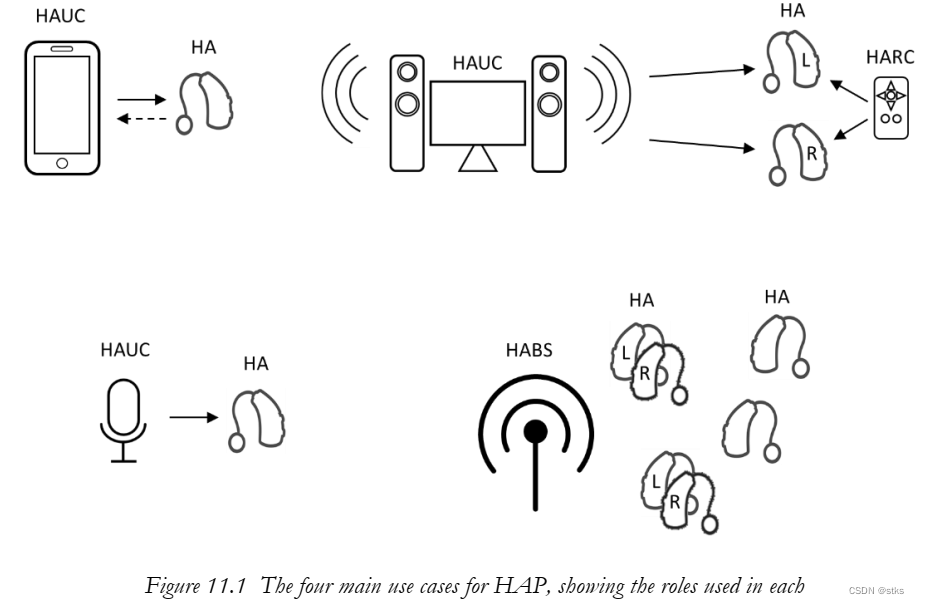 HAUC
HA
HAUC
HA
L
R
HARC
HAUC
HA
HABS
HA
L
R
HA
L
R
Figure 11.1 The four main use cases for HAP, showing the roles used in each
CSDN @stks